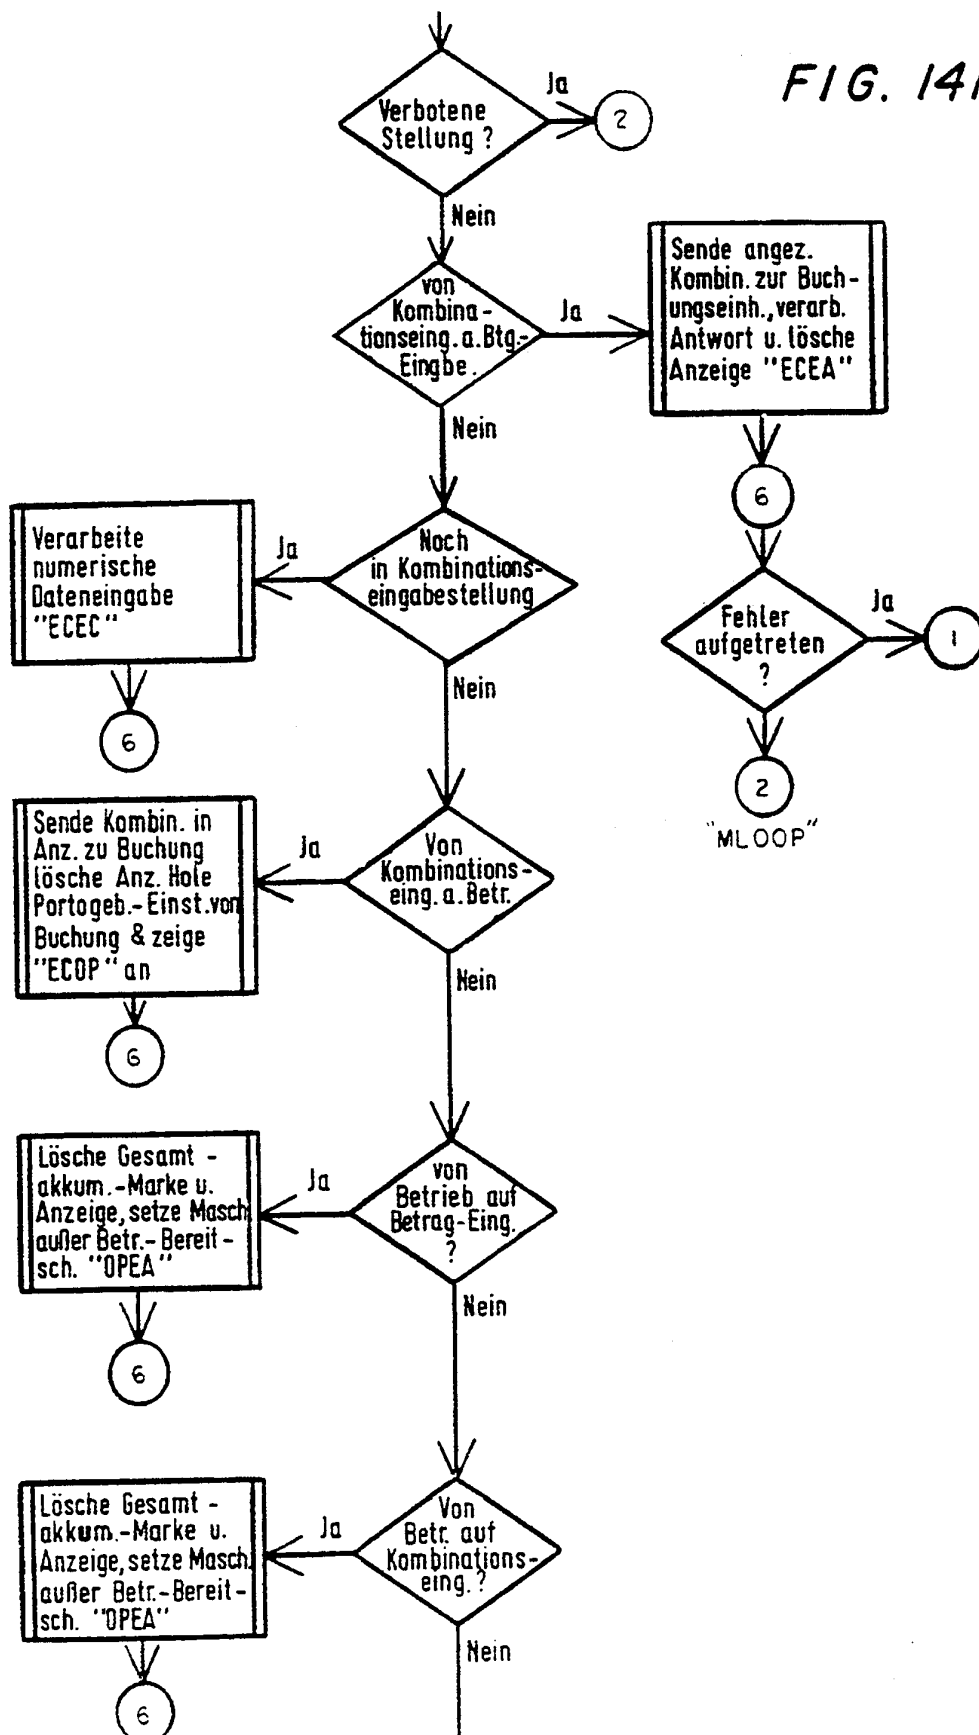 FIG. 141
Verbotene
Stellung ?
Ja
2
Nein
von
Kombina-
tionseing. a. Btg.-
Eingbe.
Ja
Sende angez.
Kombin. zur Buch-
ungseinh., verarb.
Antwort u. lösche
Anzeige "ECEA"
6
Fehler
aufgetreten
?
Ja
1
2
"MLOOP"
Nein
Noch
in Kombinations-
eingabestellung
Ja
Verarbeite
numerische
Dateneingabe
"ECEC"
6
Nein
Von
Kombinations-
eing. a. Betr.
Ja
Sende Kombin. in
Anz. zu Buchung
lösche Anz. Hole
Portogeb.-Einst. von
Buchung & zeige
"ECOP" an
6
Nein
von
Betrieb auf
Betrag-Eing.
?
Ja
Lösche Gesamt-
akkum.-Marke u.
Anzeige, setze Masch
außer Betr.-Bereit-
sch. "OPEA"
6
Nein
Von
Betr. auf
Kombinations-
eing. ?
Ja
Lösche Gesamt-
akkum.-Marke u.
Anzeige, setze Masch.
außer Betr.-Bereit-
sch. "OPEA"
6
Nein